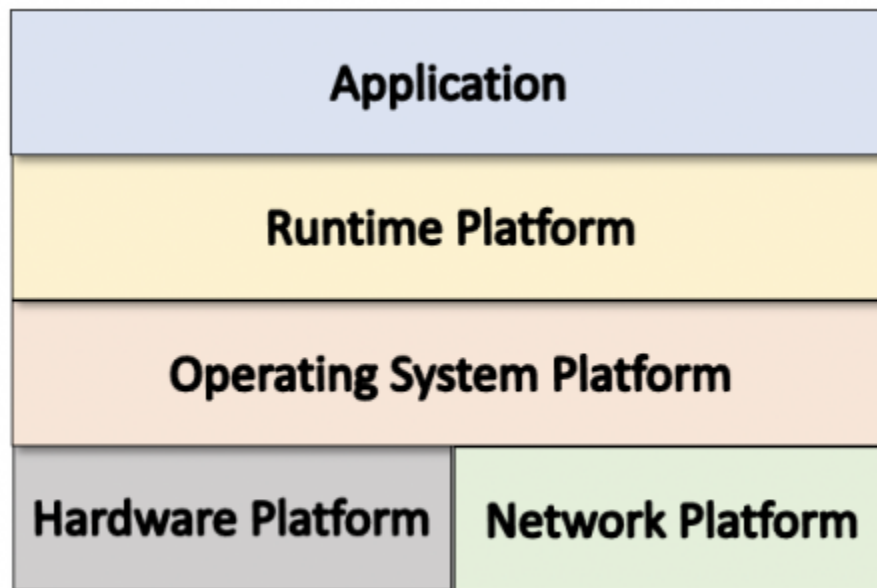 Application
Runtime Platform
Operating System Platform
Hardware Platform
Network Platform